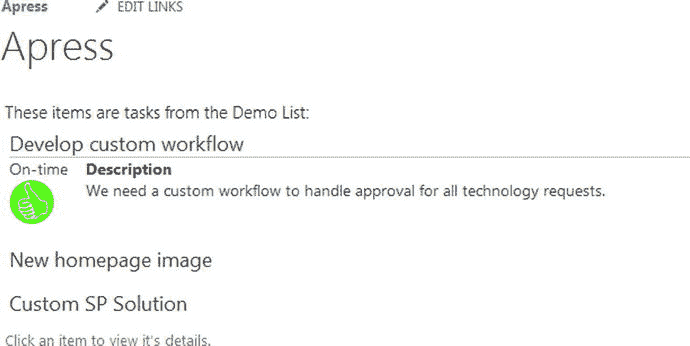 Apress EDIT LINKS
Apress
These items are tasks from the Demo List:
Develop custom workflow
On-time Description
We need a custom workflow to handle approval for all technology requests.
New homepage image
Custom SP Solution
Click an item to view it's details.